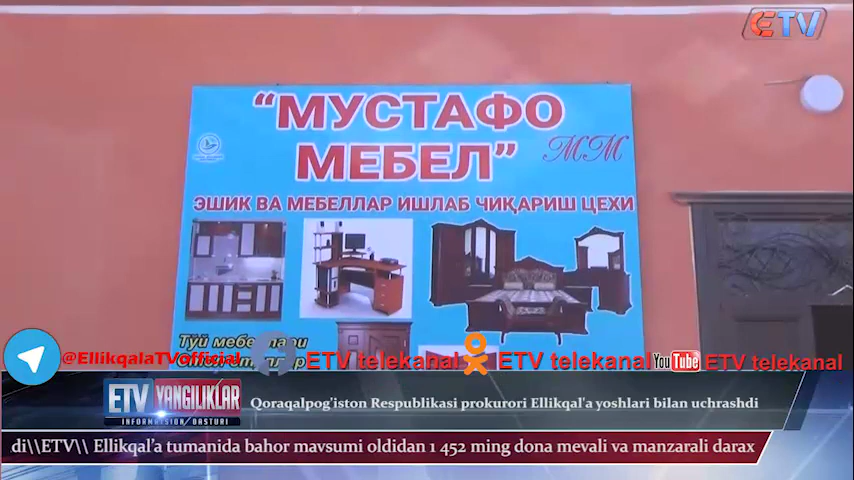 ETV
“МУСТАФО
МЕБЕЛ”
ММ
ЭШИК ВА МЕБЕЛЛАР ИШЛАБ ЧИҚАРИШ ЦЕХИ
Тўй мебеллари
@EllikqalaTVofficial
ETV telekanal
ETV telekanal
YouTube
ETV telekanal
ETV YANGILIKLAR
INFORMATSION DASTURI
Qoraqalpog'iston Respublikasi prokurori Ellikqal'a yoshlari bilan uchrashdi
di\\ETV\\ Ellikqal’a tumanida bahor mavsumi oldidan 1 452 ming dona mevali va manzarali darax